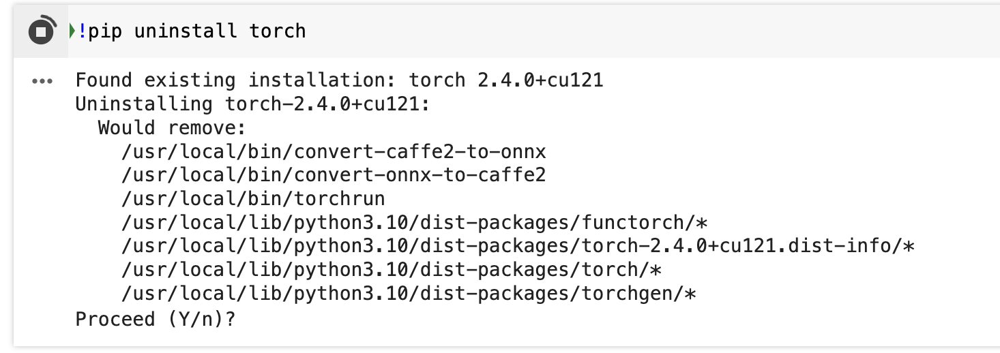 !pip uninstall torch
Found existing installation: torch 2.4.0+cu121
Uninstalling torch-2.4.0+cu121:
  Would remove:
    /usr/local/bin/convert-caffe2-to-onnx
    /usr/local/bin/convert-onnx-to-caffe2
    /usr/local/bin/torchrun
    /usr/local/lib/python3.10/dist-packages/functorch/*
    /usr/local/lib/python3.10/dist-packages/torch-2.4.0+cu121.dist-info/*
    /usr/local/lib/python3.10/dist-packages/torch/*
    /usr/local/lib/python3.10/dist-packages/torchgen/*
Proceed (Y/n)?